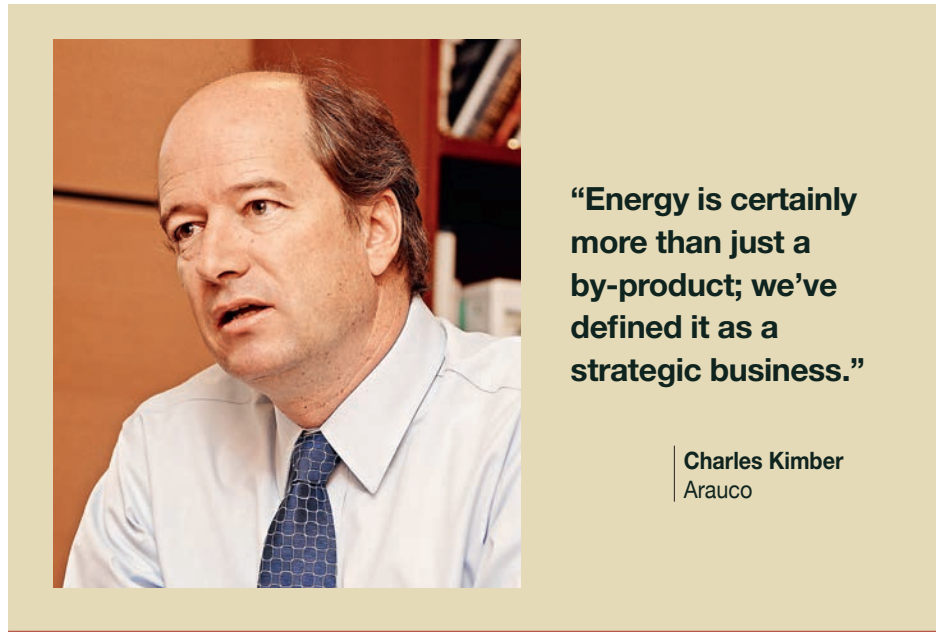 “Energy is certainly
more than just a
by-product; we’ve
defined it as a
strategic business.”
Charles Kimber
Arauco